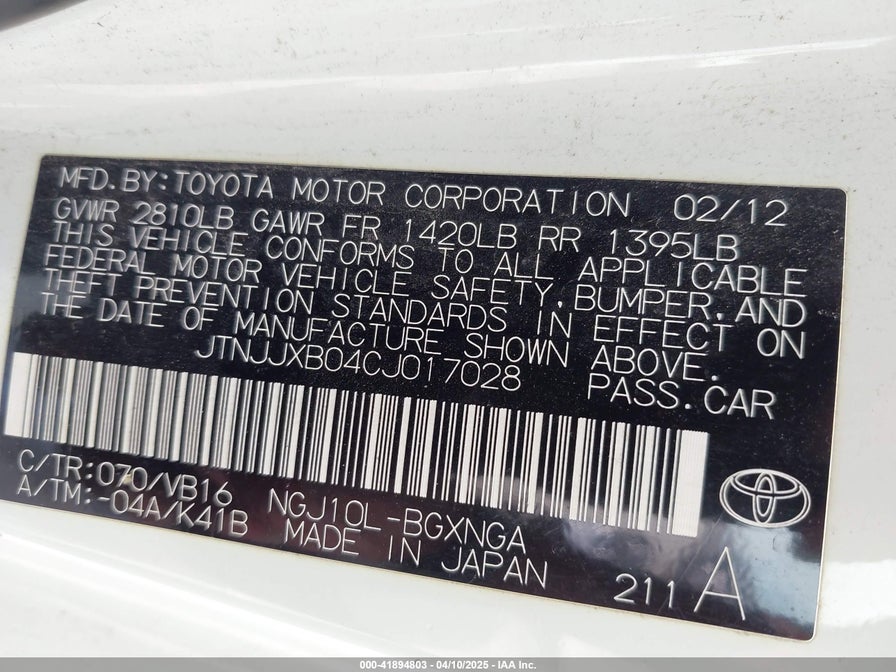 MFD.BY:TOYOTA MOTOR CORPORATION 02/12
GVWR 2810LB GAWR FR 1420LB RR 1395LB
THIS VEHICLE CONFORMS TO ALL APPLICABLE
FEDERAL MOTOR VEHICLE SAFETY,BUMPER,AND
THEFT PREVENTION STANDARDS IN EFFECT ON
THE DATE OF MANUFACTURE SHOWN ABOVE.
JTNJJXB04CJ017028 PASS.CAR
C/TR:070/VB16
A/TM:-04A/K41B
NGJ10L-BGXNGA
MADE IN JAPAN
211A
000-41894803 - 04/10/2025 - IAA Inc.